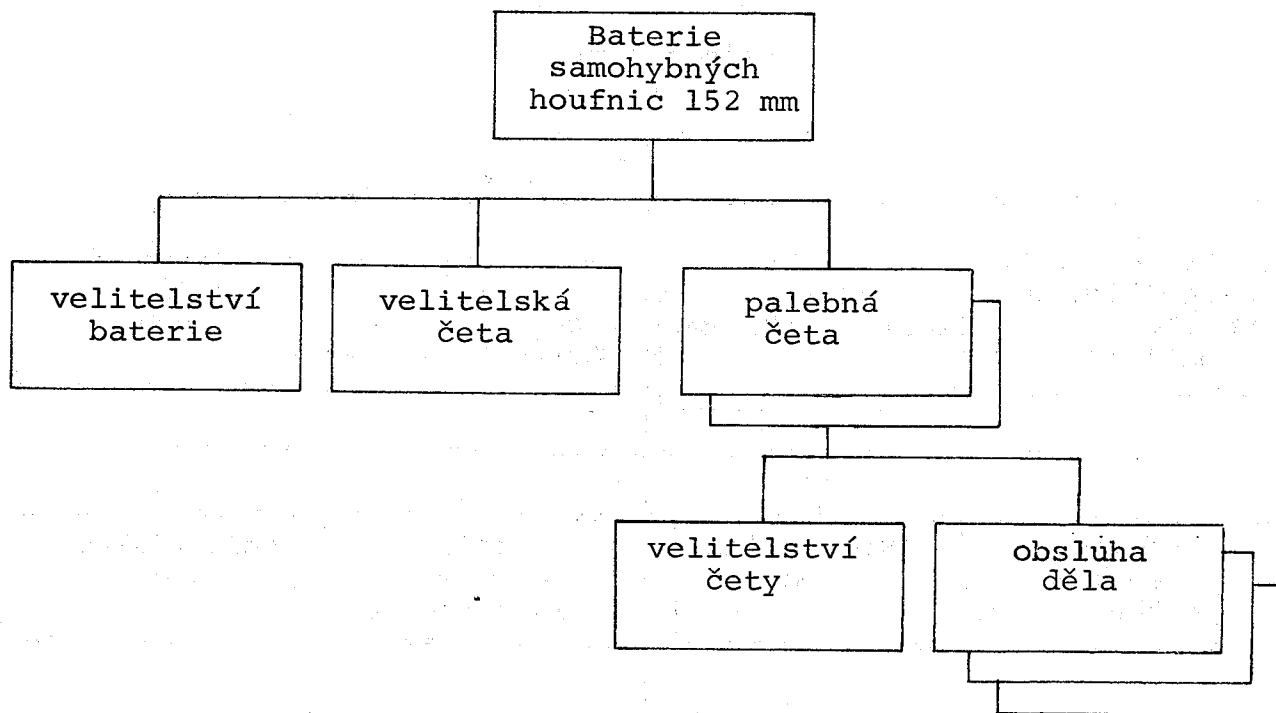 Baterie
samohybných
houfnic 152 mm
velitelství
baterie
velitelská
četa
palebná
četa
velitelství
čety
obsluha
děla